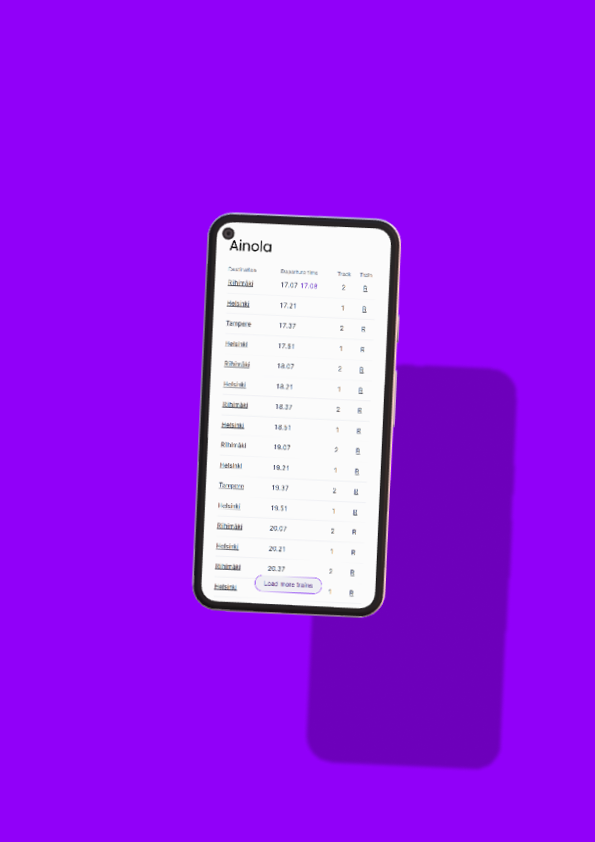 Ainola
Destination Departure time Track Train
Riihimäki 17.07 17.08 2 R
Helsinki 17.21 1 R
Tampere 17.37 2 R
Helsinki 17.51 1 R
Riihimäki 18.07 2 R
Helsinki 18.21 1 R
Riihimäki 18.37 2 R
Helsinki 18.51 1 R
Riihimäki 19.07 2 R
Helsinki 19.21 1 R
Tampere 19.37 2 R
Helsinki 19.51 1 R
Riihimäki 20.07 2 R
Helsinki 20.21 1 R
Riihimäki 20.37 2 R
Helsinki 1 R
Load more trains